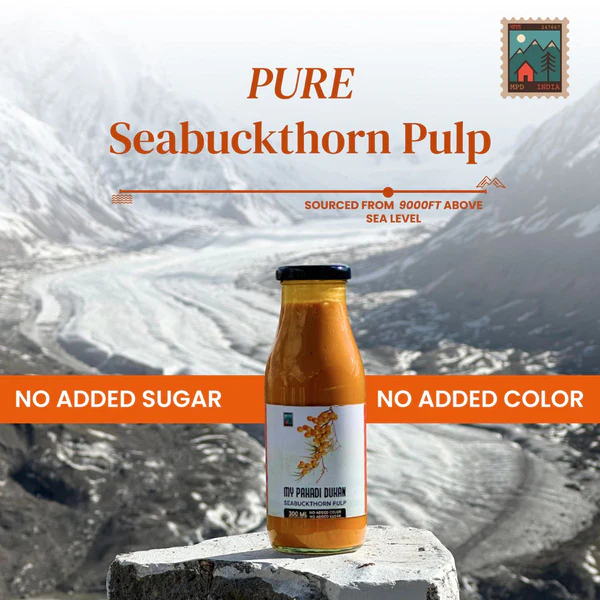 MPD INDIA
PURE
Seabuckthorn Pulp
SOURCED FROM 9000FT ABOVE
SEA LEVEL
NO ADDED SUGAR
NO ADDED COLOR
MY PAHADI DUKAN
SEABUCKTHORN PULP
300 ML
NO ADDED COLOR
NO ADDED SUGAR